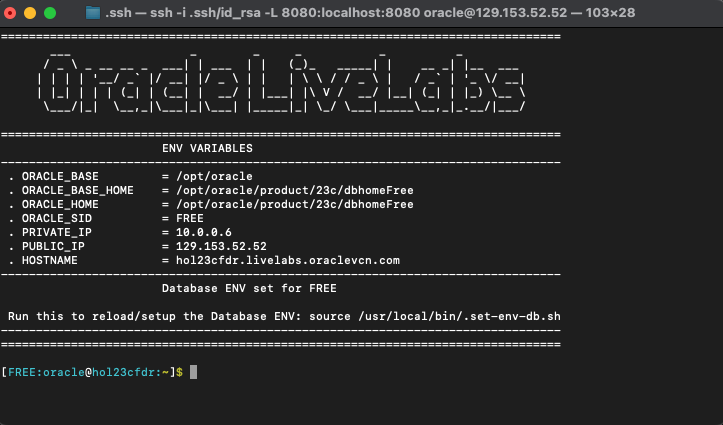 .ssh — ssh -i .ssh/id_rsa -L 8080:localhost:8080 oracle@129.153.52.52 — 103×28
================================================================================
Oracle LiveLabs
================================================================================
ENV VARIABLES
--------------------------------------------------------------------------------
. ORACLE_BASE = /opt/oracle
. ORACLE_BASE_HOME = /opt/oracle/product/23c/dbhomeFree
. ORACLE_HOME = /opt/oracle/product/23c/dbhomeFree
. ORACLE_SID = FREE
. PRIVATE_IP = 10.0.0.6
. PUBLIC_IP = 129.153.52.52
. HOSTNAME = hol23cfdr.livelabs.oraclevcn.com
--------------------------------------------------------------------------------
Database ENV set for FREE
Run this to reload/setup the Database ENV: source /usr/local/bin/.set-env-db.sh
--------------------------------------------------------------------------------
================================================================================
[FREE:oracle@hol23cfdr:~]$